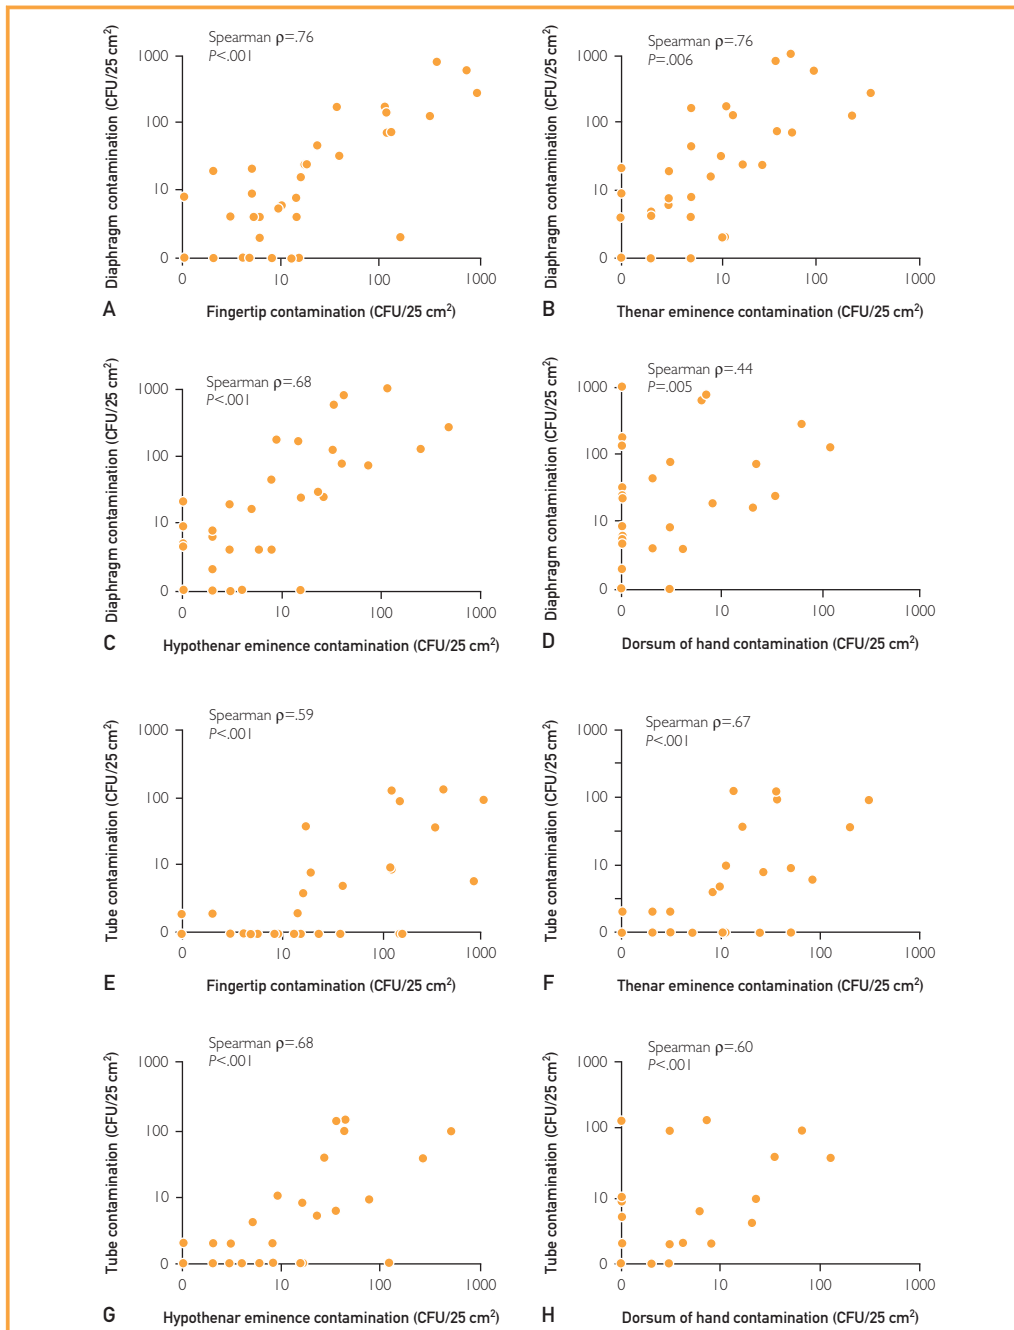 Spearman ρ=.76
P<.001
1000
100
10
0
0
10
100
1000
Diaphragm contamination (CFU/25 cm²)
A
Fingertip contamination (CFU/25 cm²)
Spearman ρ=.76
P=.006
1000
100
10
0
0
10
100
1000
Diaphragm contamination (CFU/25 cm²)
B
Thenar eminence contamination (CFU/25 cm²)
Spearman ρ=.68
P<.001
1000
100
10
0
0
10
100
1000
Diaphragm contamination (CFU/25 cm²)
C
Hypothenar eminence contamination (CFU/25 cm²)
Spearman ρ=.44
P=.005
1000
100
10
0
0
10
100
1000
Diaphragm contamination (CFU/25 cm²)
D
Dorsum of hand contamination (CFU/25 cm²)
Spearman ρ=.59
P<.001
1000
100
10
0
0
10
100
1000
Tube contamination (CFU/25 cm²)
E
Fingertip contamination (CFU/25 cm²)
Spearman ρ=.67
P<.001
1000
100
10
0
0
10
100
1000
Tube contamination (CFU/25 cm²)
F
Thenar eminence contamination (CFU/25 cm²)
Spearman ρ=.68
P<.001
1000
100
10
0
0
10
100
1000
Tube contamination (CFU/25 cm²)
G
Hypothenar eminence contamination (CFU/25 cm²)
Spearman ρ=.60
P<.001
1000
100
10
0
0
10
100
1000
Tube contamination (CFU/25 cm²)
H
Dorsum of hand contamination (CFU/25 cm²)